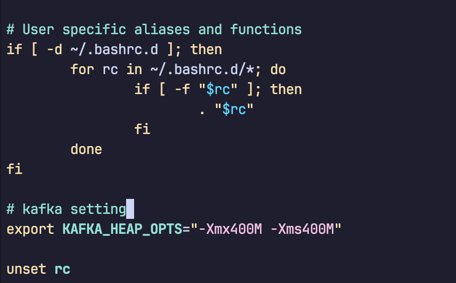 # User specific aliases and functions
if [ -d ~/.bashrc.d ]; then
        for rc in ~/.bashrc.d/*; do
                if [ -f "$rc" ]; then
                        . "$rc"
                fi
        done
fi

# kafka setting
export KAFKA_HEAP_OPTS="-Xmx400M -Xms400M"

unset rc